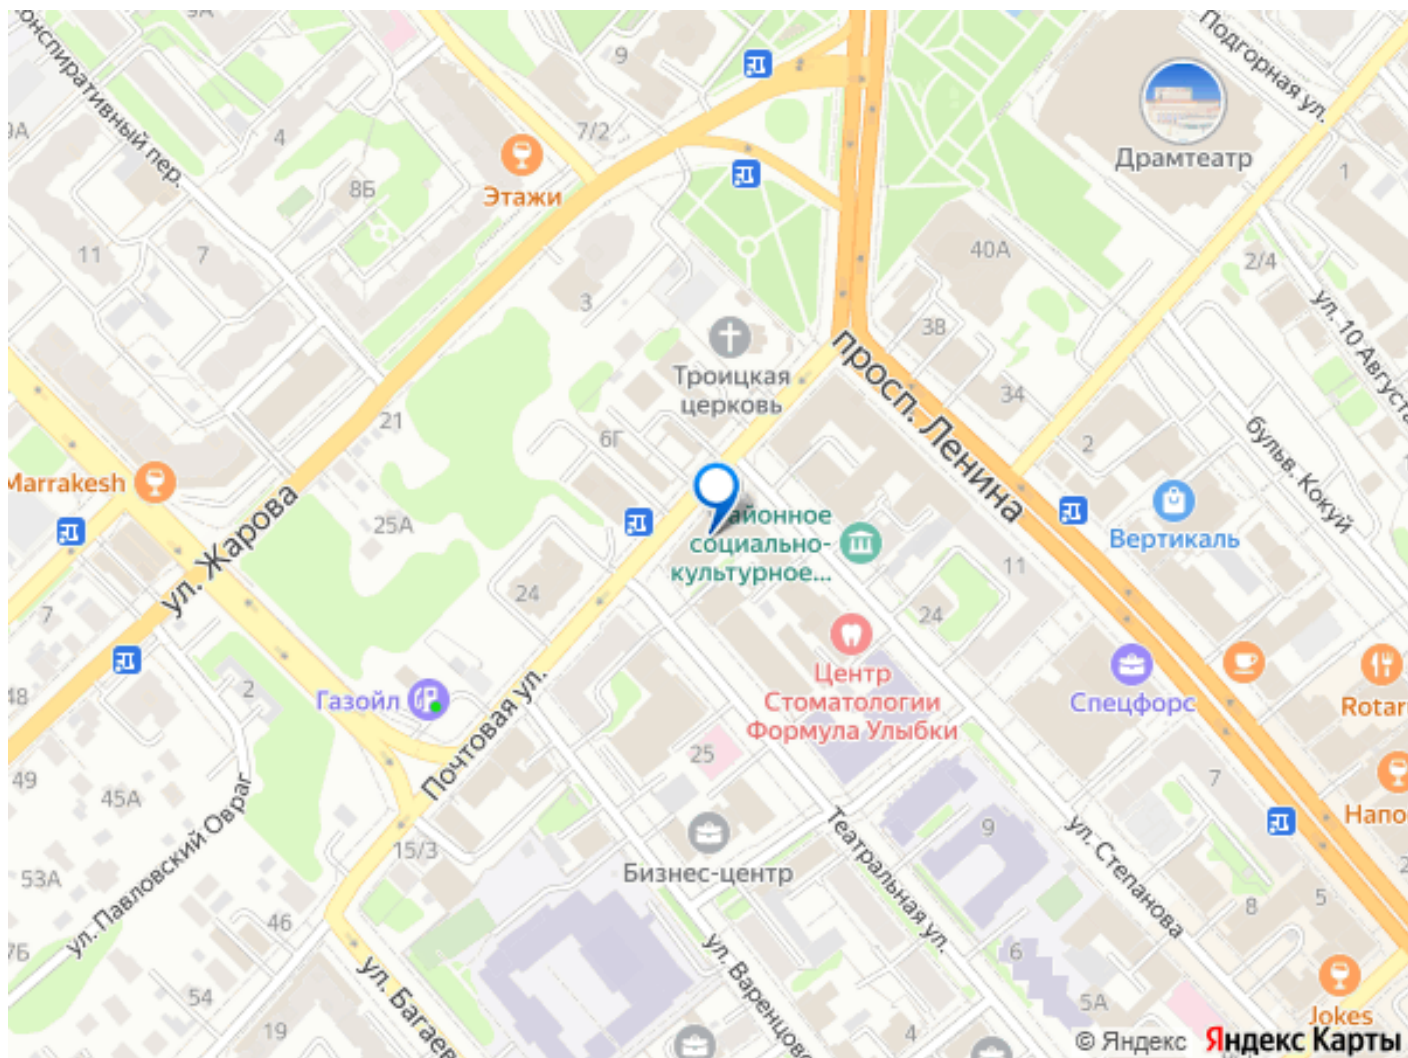 Конспиративный пер.
9А
9
4
7/2
Подгорная ул.
Драмтеатр
Этажи
8Б
1
11
7
40А
2/4
3
38
ул. 10 Августа
Троицкая
церковь
просп. Ленина
34
21
6Г
2
бульв. Кокуй
Marrakesh
25А
ул. Жарова
районное
социально-
культурное...
Вертикаль
11
24
24
7
Центр
Стоматологии
Формула Улыбки
Спецфорс
2
Газойл
Почтовая ул.
48
25
Rotar
49
45А
7
Напо
15/3
Бизнес-центр
Театральная ул.
9
ул. Степанова
53А
ул. Павловский Овраг
46
8
5
7Б
ул. Багаев
ул. Варенцово
6
54
19
4
5А
Jokes
© Яндекс Яндекс Карты